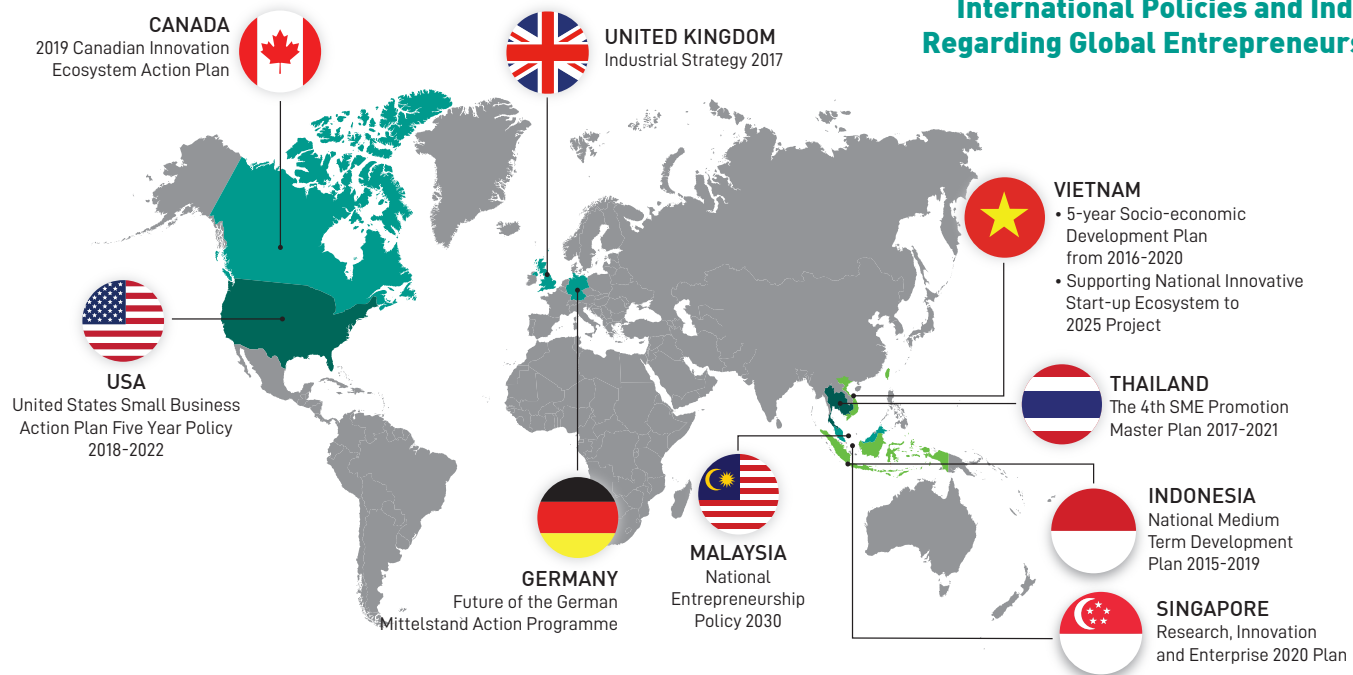 International Policies and Ind
Regarding Global Entrepreneurs
CANADA
2019 Canadian Innovation
Ecosystem Action Plan
UNITED KINGDOM
Industrial Strategy 2017
VIETNAM
• 5-year Socio-economic
Development Plan
from 2016-2020
• Supporting National Innovative
Start-up Ecosystem to
2025 Project
USA
United States Small Business
Action Plan Five Year Policy
2018-2022
THAILAND
The 4th SME Promotion
Master Plan 2017-2021
INDONESIA
National Medium
Term Development
Plan 2015-2019
MALAYSIA
National
Entrepreneurship
Policy 2030
GERMANY
Future of the German
Mittelstand Action Programme
SINGAPORE
Research, Innovation
and Enterprise 2020 Plan